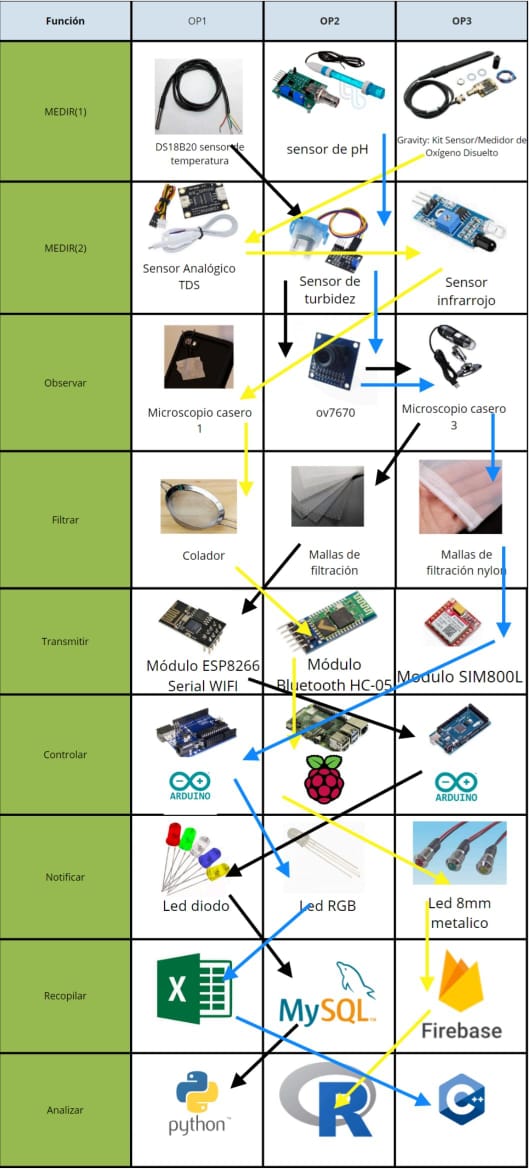 Función
OP1
OP2
OP3
MEDIR(1)
DS18B20 sensor de
temperatura
sensor de pH
Gravity: Kit Sensor/Medidor de
Oxígeno Disuelto
MEDIR(2)
Sensor Analógico
TDS
Sensor de
turbidez
Sensor
infrarrojo
Observar
Microscopio casero
1
ov7670
Microscopio casero
3
Filtrar
Colador
Mallas de
filtración
Mallas de
filtración nylon
Transmitir
Módulo ESP8266
Serial WIFI
Módulo
Bluetooth HC-05
Modulo SIM800L
Controlar
ARDUINO
ARDUINO
Notificar
Led diodo
Led RGB
Led 8mm
metalico
Recopilar
X
MySQL™
Firebase
Analizar
python™
R
C++